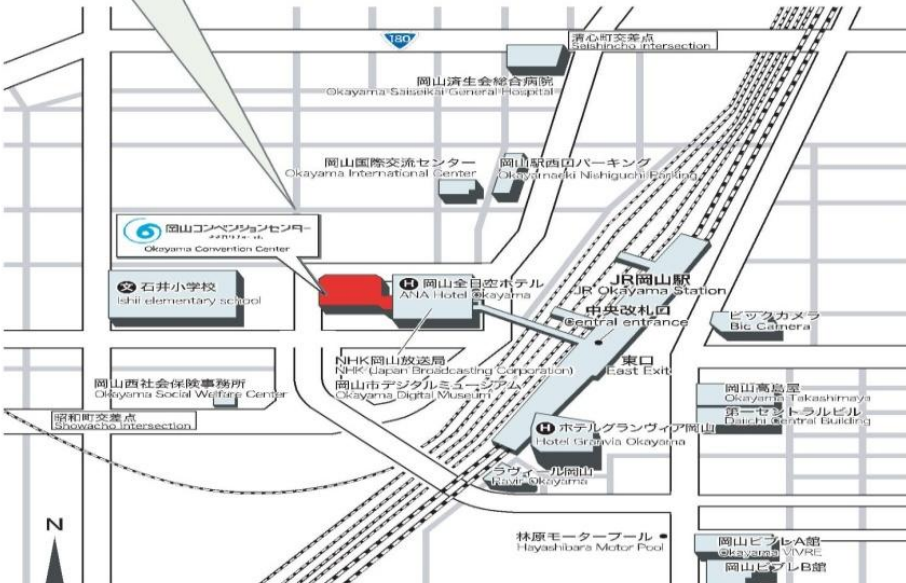 180
清心町交差点
Seishincho intersection
岡山済生会総合病院
Okayama Saiseikai General Hospital
岡山国際交流センター
Okayama International Center
岡山駅西口パーキング
Okayamaeki Nishiguchi Parking
岡山コンベンションセンター
Okayama Convention Center
文 石井小学校
Ishii elementary school
H 岡山全日空ホテル
ANA Hotel Okayama
JR岡山駅
JR Okayama Station
中央改札口
Central entrance
ビックカメラ
Bic Camera
東口
East Exit
NHK岡山放送局
NHK (Japan Broadcasting Corporation)
岡山市デジタルミュージアム
Okayama Digital Museum
岡山西社会保険事務所
Okayama Social Welfare Center
昭和町交差点
Showacho Intersection
岡山高島屋
Okayama Takashimaya
第一セントラルビル
Daiichi Central Building
H ホテルグランヴィア岡山
Hotel Granvia Okayama
ラヴィール岡山
Ravir Okayama
N
林原モータープール
Hayashibara Motor Pool
岡山ビブレA館
Okayama VIVRE
岡山ビブレB館